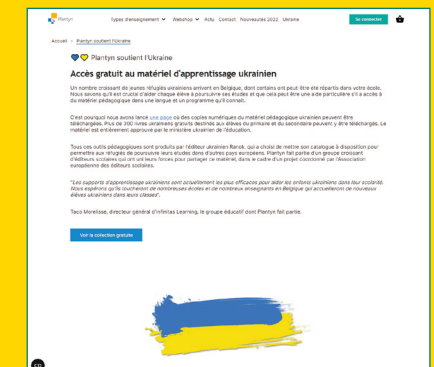 Plantyn
Types d'enseignement Webshop Actu Contact Nouveautés 2022 Ukraine
Se connecter
Accueil > Plantyn soutient l'Ukraine
Plantyn soutient l'Ukraine
Accès gratuit au matériel d'apprentissage ukrainien
Un nombre croissant de jeunes réfugiés ukrainiens arrivent en Belgique, dont certains ont peut-être été répartis dans votre école.
Nous savons qu'il est crucial d'aider chaque élève à poursuivre ses études et que cela peut être une aide particulière s'il a accès à
du matériel pédagogique dans une langue et un programme qu'il connaît.
C'est pourquoi nous avons lancé une page où des copies numériques du matériel pédagogique ukrainien peuvent être
téléchargées. Plus de 300 livres ukrainiens gratuits destinés aux élèves du primaire et du secondaire peuvent y être téléchargés. Le
matériel est entièrement approuvé par le ministère ukrainien de l'éducation.
Tous ces outils pédagogiques sont produits par l'éditeur ukrainien Ranok, qui a choisi de mettre son catalogue à disposition pour
permettre aux réfugiés de poursuivre leurs études dans d'autres pays européens. Plantyn fait partie d'un groupe croissant
d'éditeurs scolaires qui ont uni leurs forces pour partager ce matériel, dans le cadre d'un projet coordonné par l'Association
européenne des éditeurs scolaires.
"Les supports d'apprentissage ukrainiens sont actuellement les plus efficaces pour aider les enfants ukrainiens dans leur scolarité.
Nous espérons qu'ils toucheront de nombreuses écoles et de nombreux enseignants en Belgique qui accueilleront de nouveaux
élèves ukrainiens dans leurs classes".
Taco Morelisse, directeur général d'Infinitas Learning, le groupe éducatif dont Plantyn fait partie.
Voir la collection gratuite